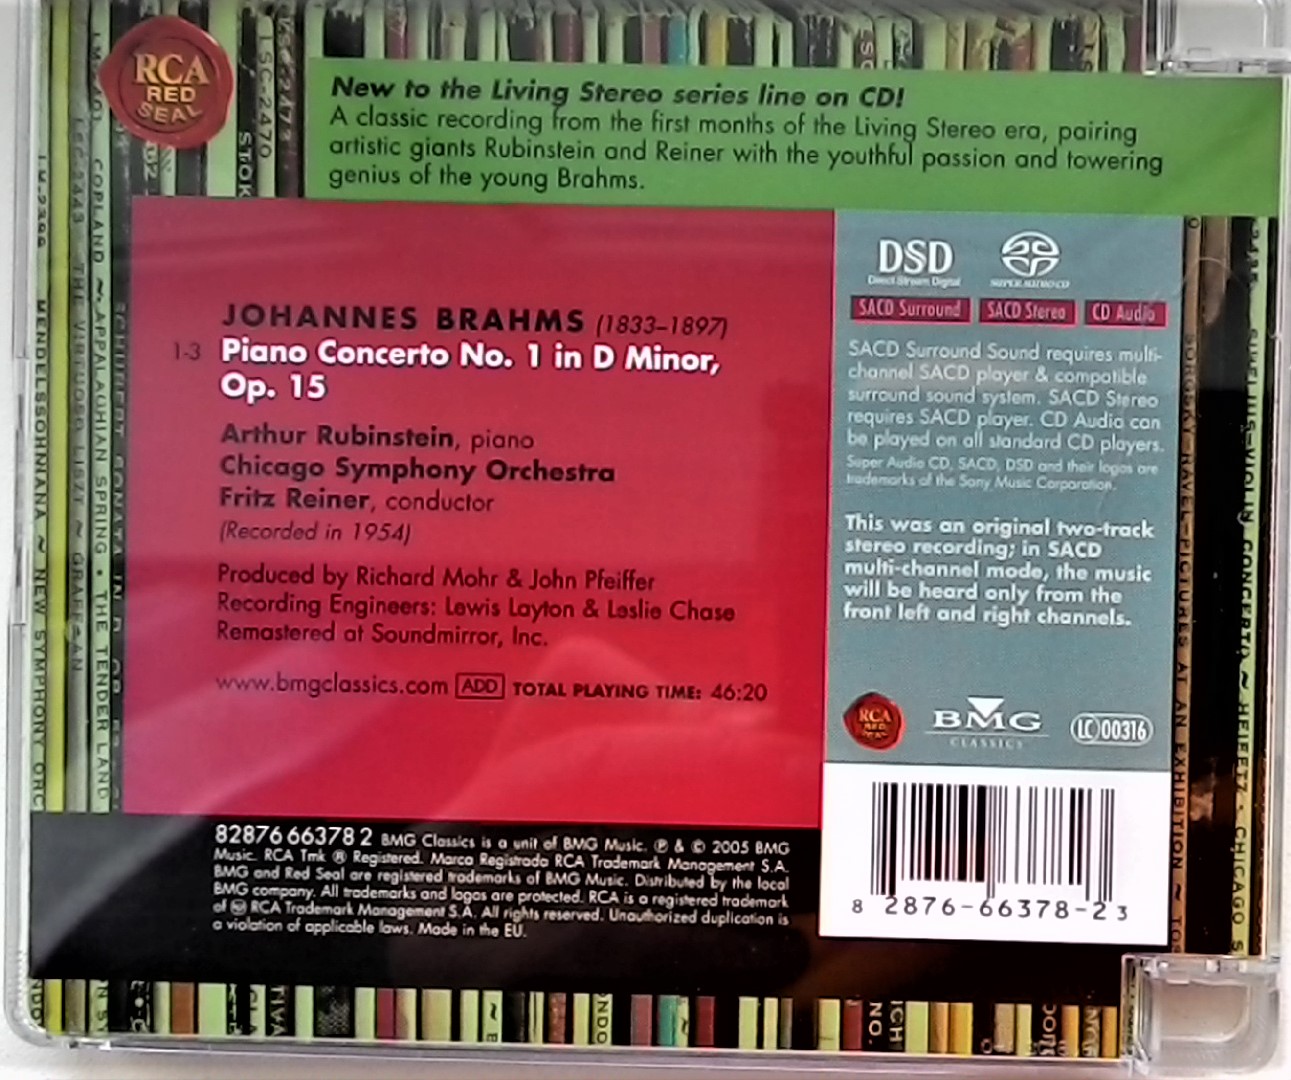 RCA
RED
SEAL
LSC-2470
STOK
New to the Living Stereo series line on CD!
A classic recording from the first months of the Living Stereo era, pairing
artistic giants Rubinstein and Reiner with the youthful passion and towering
genius of the young Brahms.
MENDELSSOHNIANA ~ NEW SYMPHONY ORC
THE VIRTUOSO LISZT ~ GRAFFMAN
COPLAND ~ APPALACHIAN SPRING • THE TENDER LAND
JOHANNES BRAHMS (1833–1897)
1-3 Piano Concerto No. 1 in D Minor,
Op. 15
Arthur Rubinstein, piano
Chicago Symphony Orchestra
Fritz Reiner, conductor
(Recorded in 1954)
Produced by Richard Mohr & John Pfeiffer
Recording Engineers: Lewis Layton & Leslie Chase
Remastered at Soundmirror, Inc.
www.bmgclassics.com ADD TOTAL PLAYING TIME: 46:20
DSD
Direct Stream Digital
SUPER AUDIO CD
SACD Surround SACD Stereo CD Audio
SACD Surround Sound requires multi-
channel SACD player & compatible
surround sound system. SACD Stereo
requires SACD player. CD Audio can
be played on all standard CD players.
Super Audio CD, SACD, DSD and their logos are
trademarks of the Sony Music Corporation.
This was an original two-track
stereo recording; in SACD
multi-channel mode, the music
will be heard only from the
front left and right channels.
RCA
RED
SEAL
BMG
CLASSICS
LC 00316
8 2876-66378-2 3
82876 66378 2 BMG Classics is a unit of BMG Music. ℗ & © 2005 BMG
Music. RCA Tmk ® Registered. Marca Registrada RCA Trademark Management S.A.
BMG and Red Seal are registered trademarks of BMG Music. Distributed by the local
BMG company. All trademarks and logos are protected. RCA is a registered trademark
of RCA Trademark Management S.A. All rights reserved. Unauthorized duplication is
a violation of applicable laws. Made in the EU.
RAVEL–PICTURES AT AN EXHIBITION ~ TOS
SIBELIUS–VIOLIN CONCERTO ~ HEIFETZ • CHICAGO S